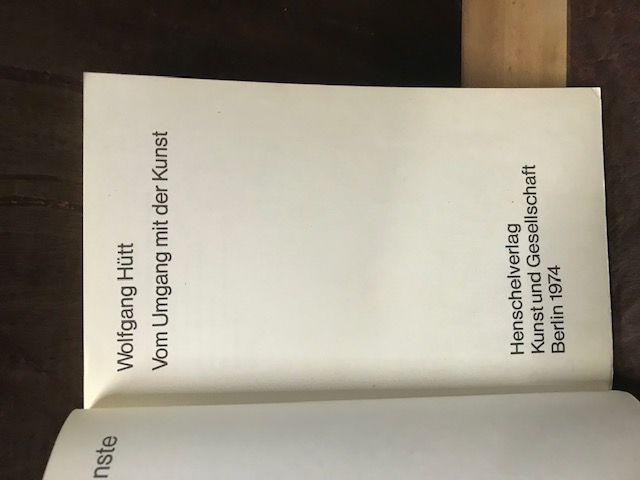 Wolfgang Hütt
Vom Umgang mit der Kunst
Henschelverlag
Kunst und Gesellschaft
Berlin 1974
nste